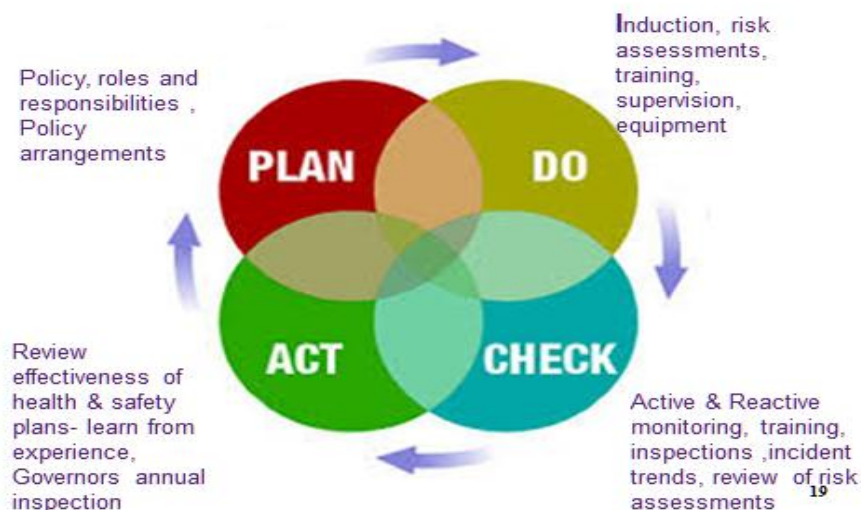 Policy, roles and
responsibilities ,
Policy
arrangements
PLAN
DO
Induction, risk
assessments,
training,
supervision,
equipment
ACT
CHECK
Review
effectiveness of
health & safety
plans- learn from
experience,
Governors annual
inspection
Active & Reactive
monitoring, training,
inspections ,incident
trends, review of risk
assessments
19